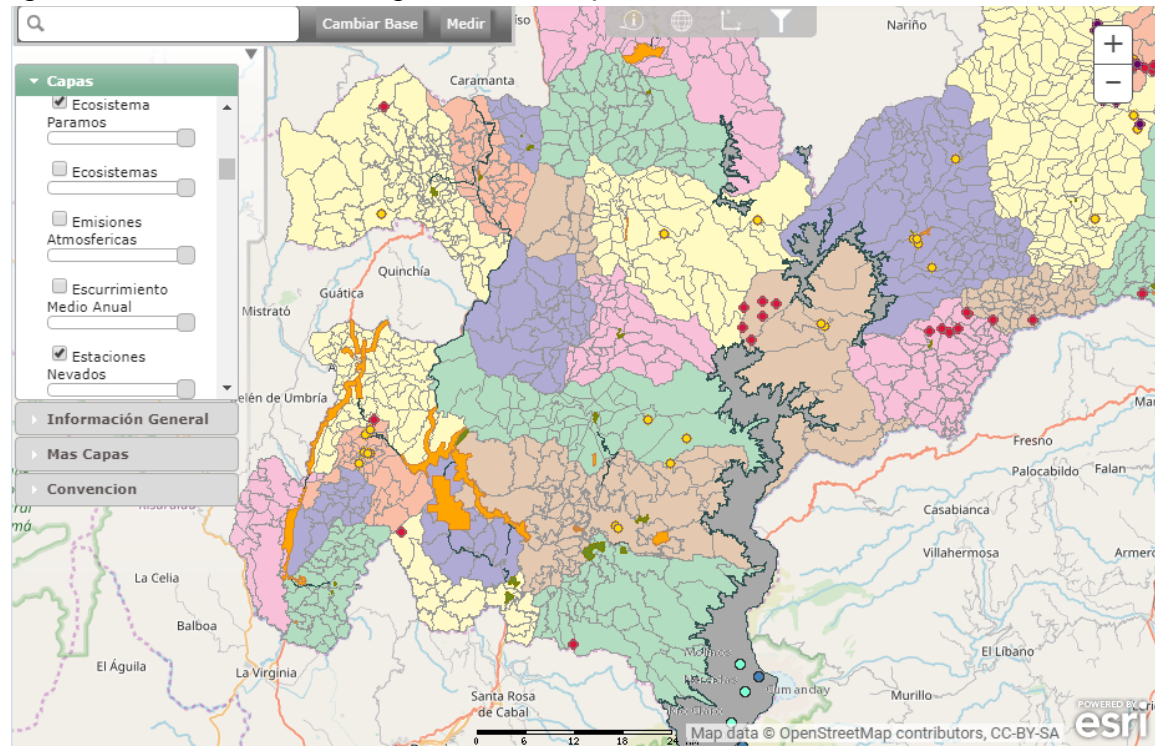 Cambiar Base
Medir
íso
Nariño
Capas
Caramanta
Ecosistema
Paramos
Ecosistemas
Emisiones
Atmosfericas
Quinchía
Escurrimiento
Medio Anual
Guática
Mistrató
Estaciones
Nevados
elén de Umbría
Información General
Mas Capas
Convencion
Fresno
Palocabildo
Falan
Casabianca
Villahermosa
Armero
La Celia
Balboa
El Águila
La Virginia
El Líbano
Cumanday
Murillo
Santa Rosa
de Cabal
0 6 12 18 24
Map data © OpenStreetMap contributors, CC-BY-SA
POWERED BY
esri